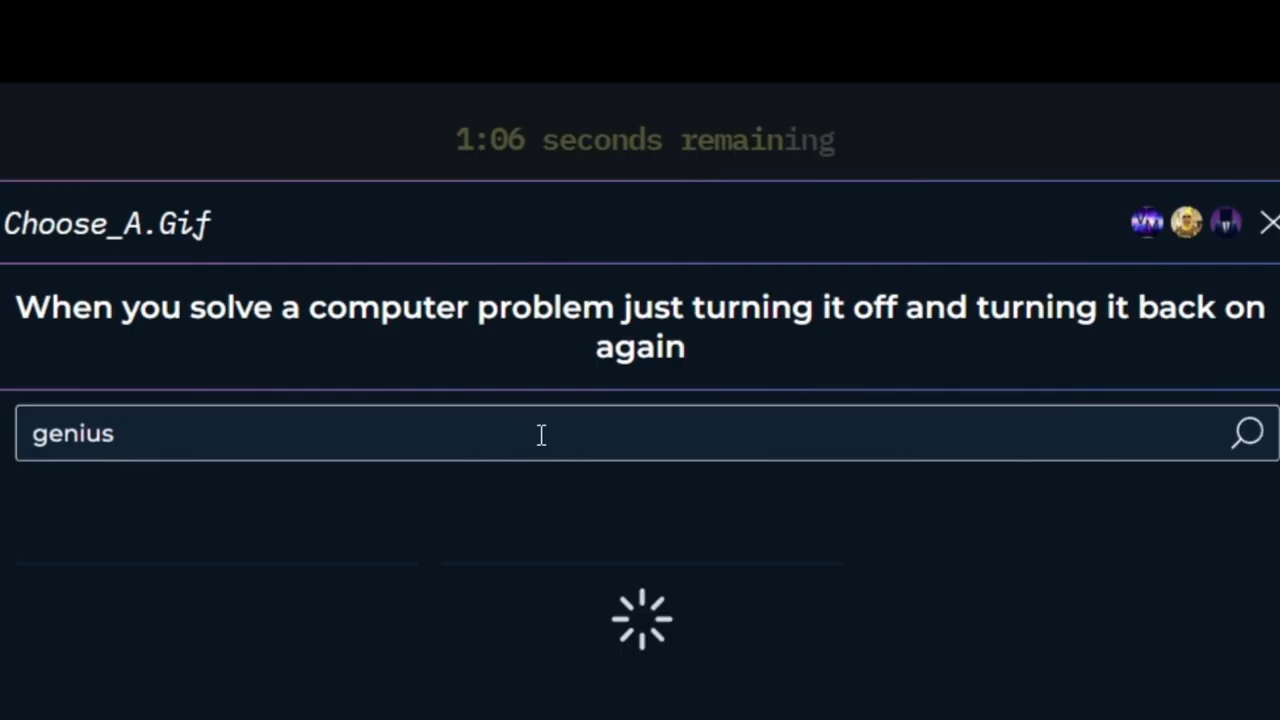 1:06 seconds remaining
Choose_A.Gif
When you solve a computer problem just turning it off and turning it back on
again
genius